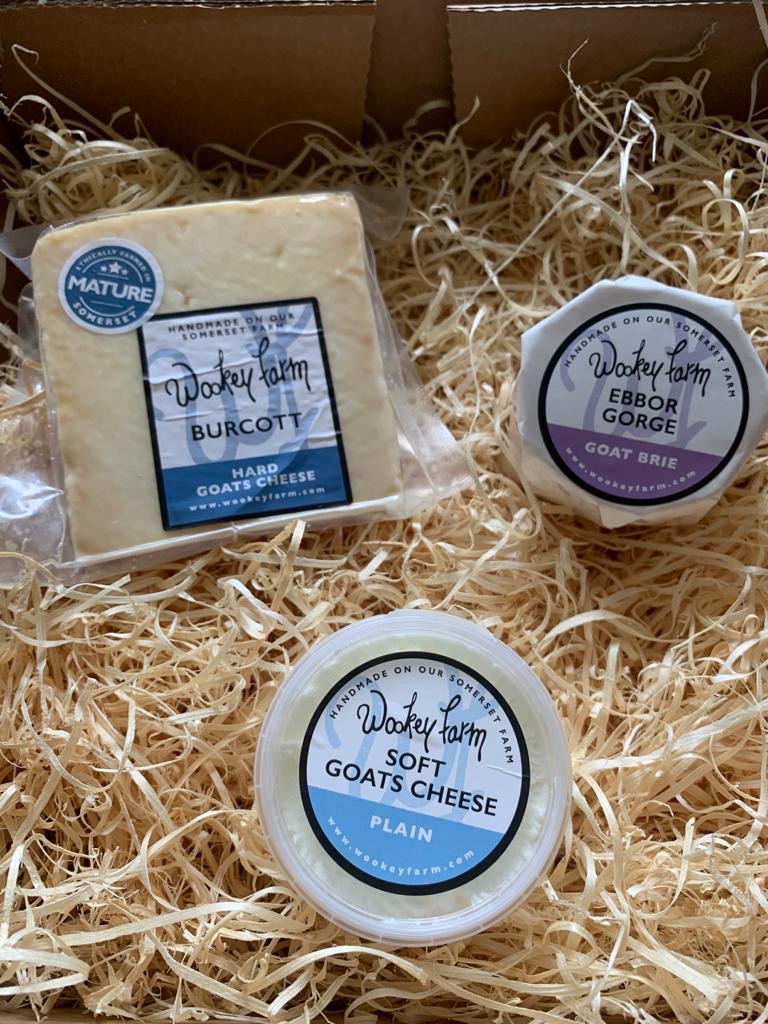 ETHICALLY FARMED IN
MATURE
SOMERSET
HANDMADE ON OUR
SOMERSET FARM
Wookey Farm
BURCOTT
HARD
GOATS CHEESE
www.wookeyfarm.com
HANDMADE ON OUR SOMERSET FARM
Wookey Farm
EBBOR
GORGE
GOAT BRIE
www.wookeyfarm.com
HANDMADE ON OUR SOMERSET FARM
Wookey Farm
SOFT
GOATS CHEESE
PLAIN
www.wookeyfarm.com